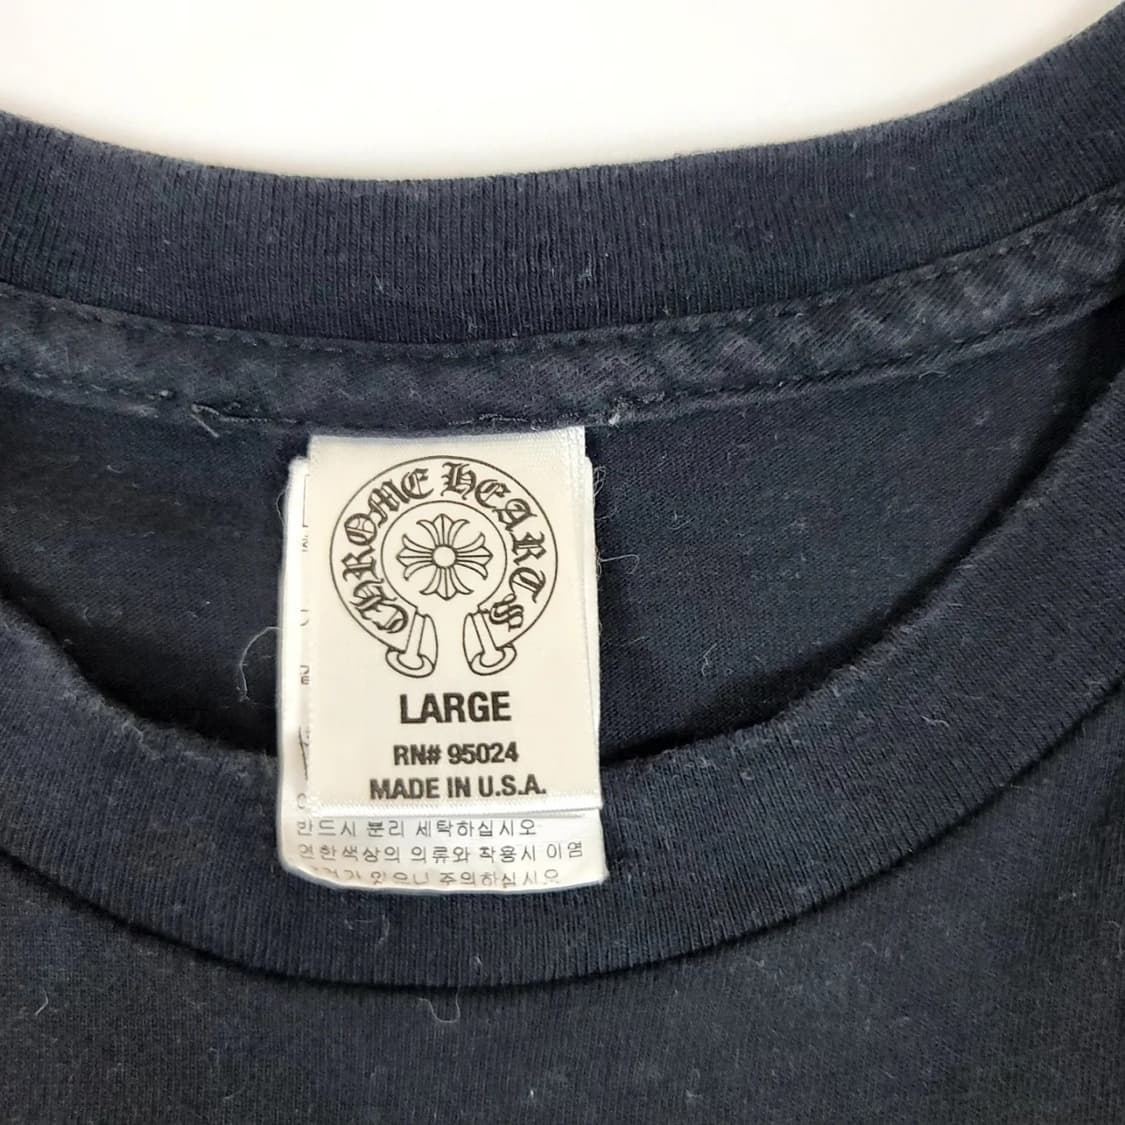 CHROME HEARTS
LARGE
RN# 95024
MADE IN U.S.A.
반드시 분리 세탁하십시오
연한색상의 의류와 착용시 이염
있으니 주의하십시오